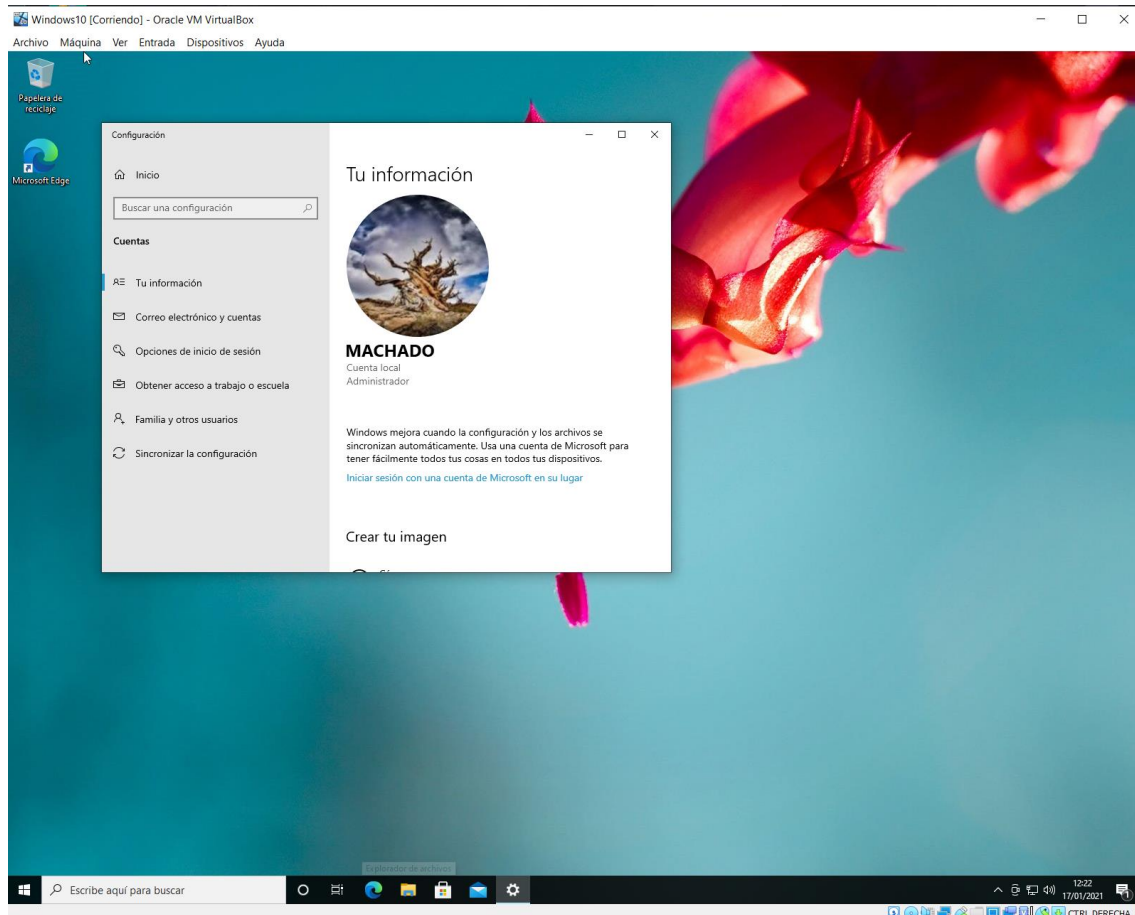 Windows10 [Corriendo] - Oracle VM VirtualBox
Archivo Máquina Ver Entrada Dispositivos Ayuda
Papelera de
reciclaje
Microsoft Edge
Configuración
Inicio
Buscar una configuración
Cuentas
Tu información
Correo electrónico y cuentas
Opciones de inicio de sesión
Obtener acceso a trabajo o escuela
Familia y otros usuarios
Sincronizar la configuración
Tu información
MACHADO
Cuenta local
Administrador
Windows mejora cuando la configuración y los archivos se
sincronizan automáticamente. Usa una cuenta de Microsoft para
tener fácilmente todos tus cosas en todos tus dispositivos.
Iniciar sesión con una cuenta de Microsoft en su lugar
Crear tu imagen
Explorador de archivos
Escribe aquí para buscar
12:22
17/01/2021
CTRL DERECHA